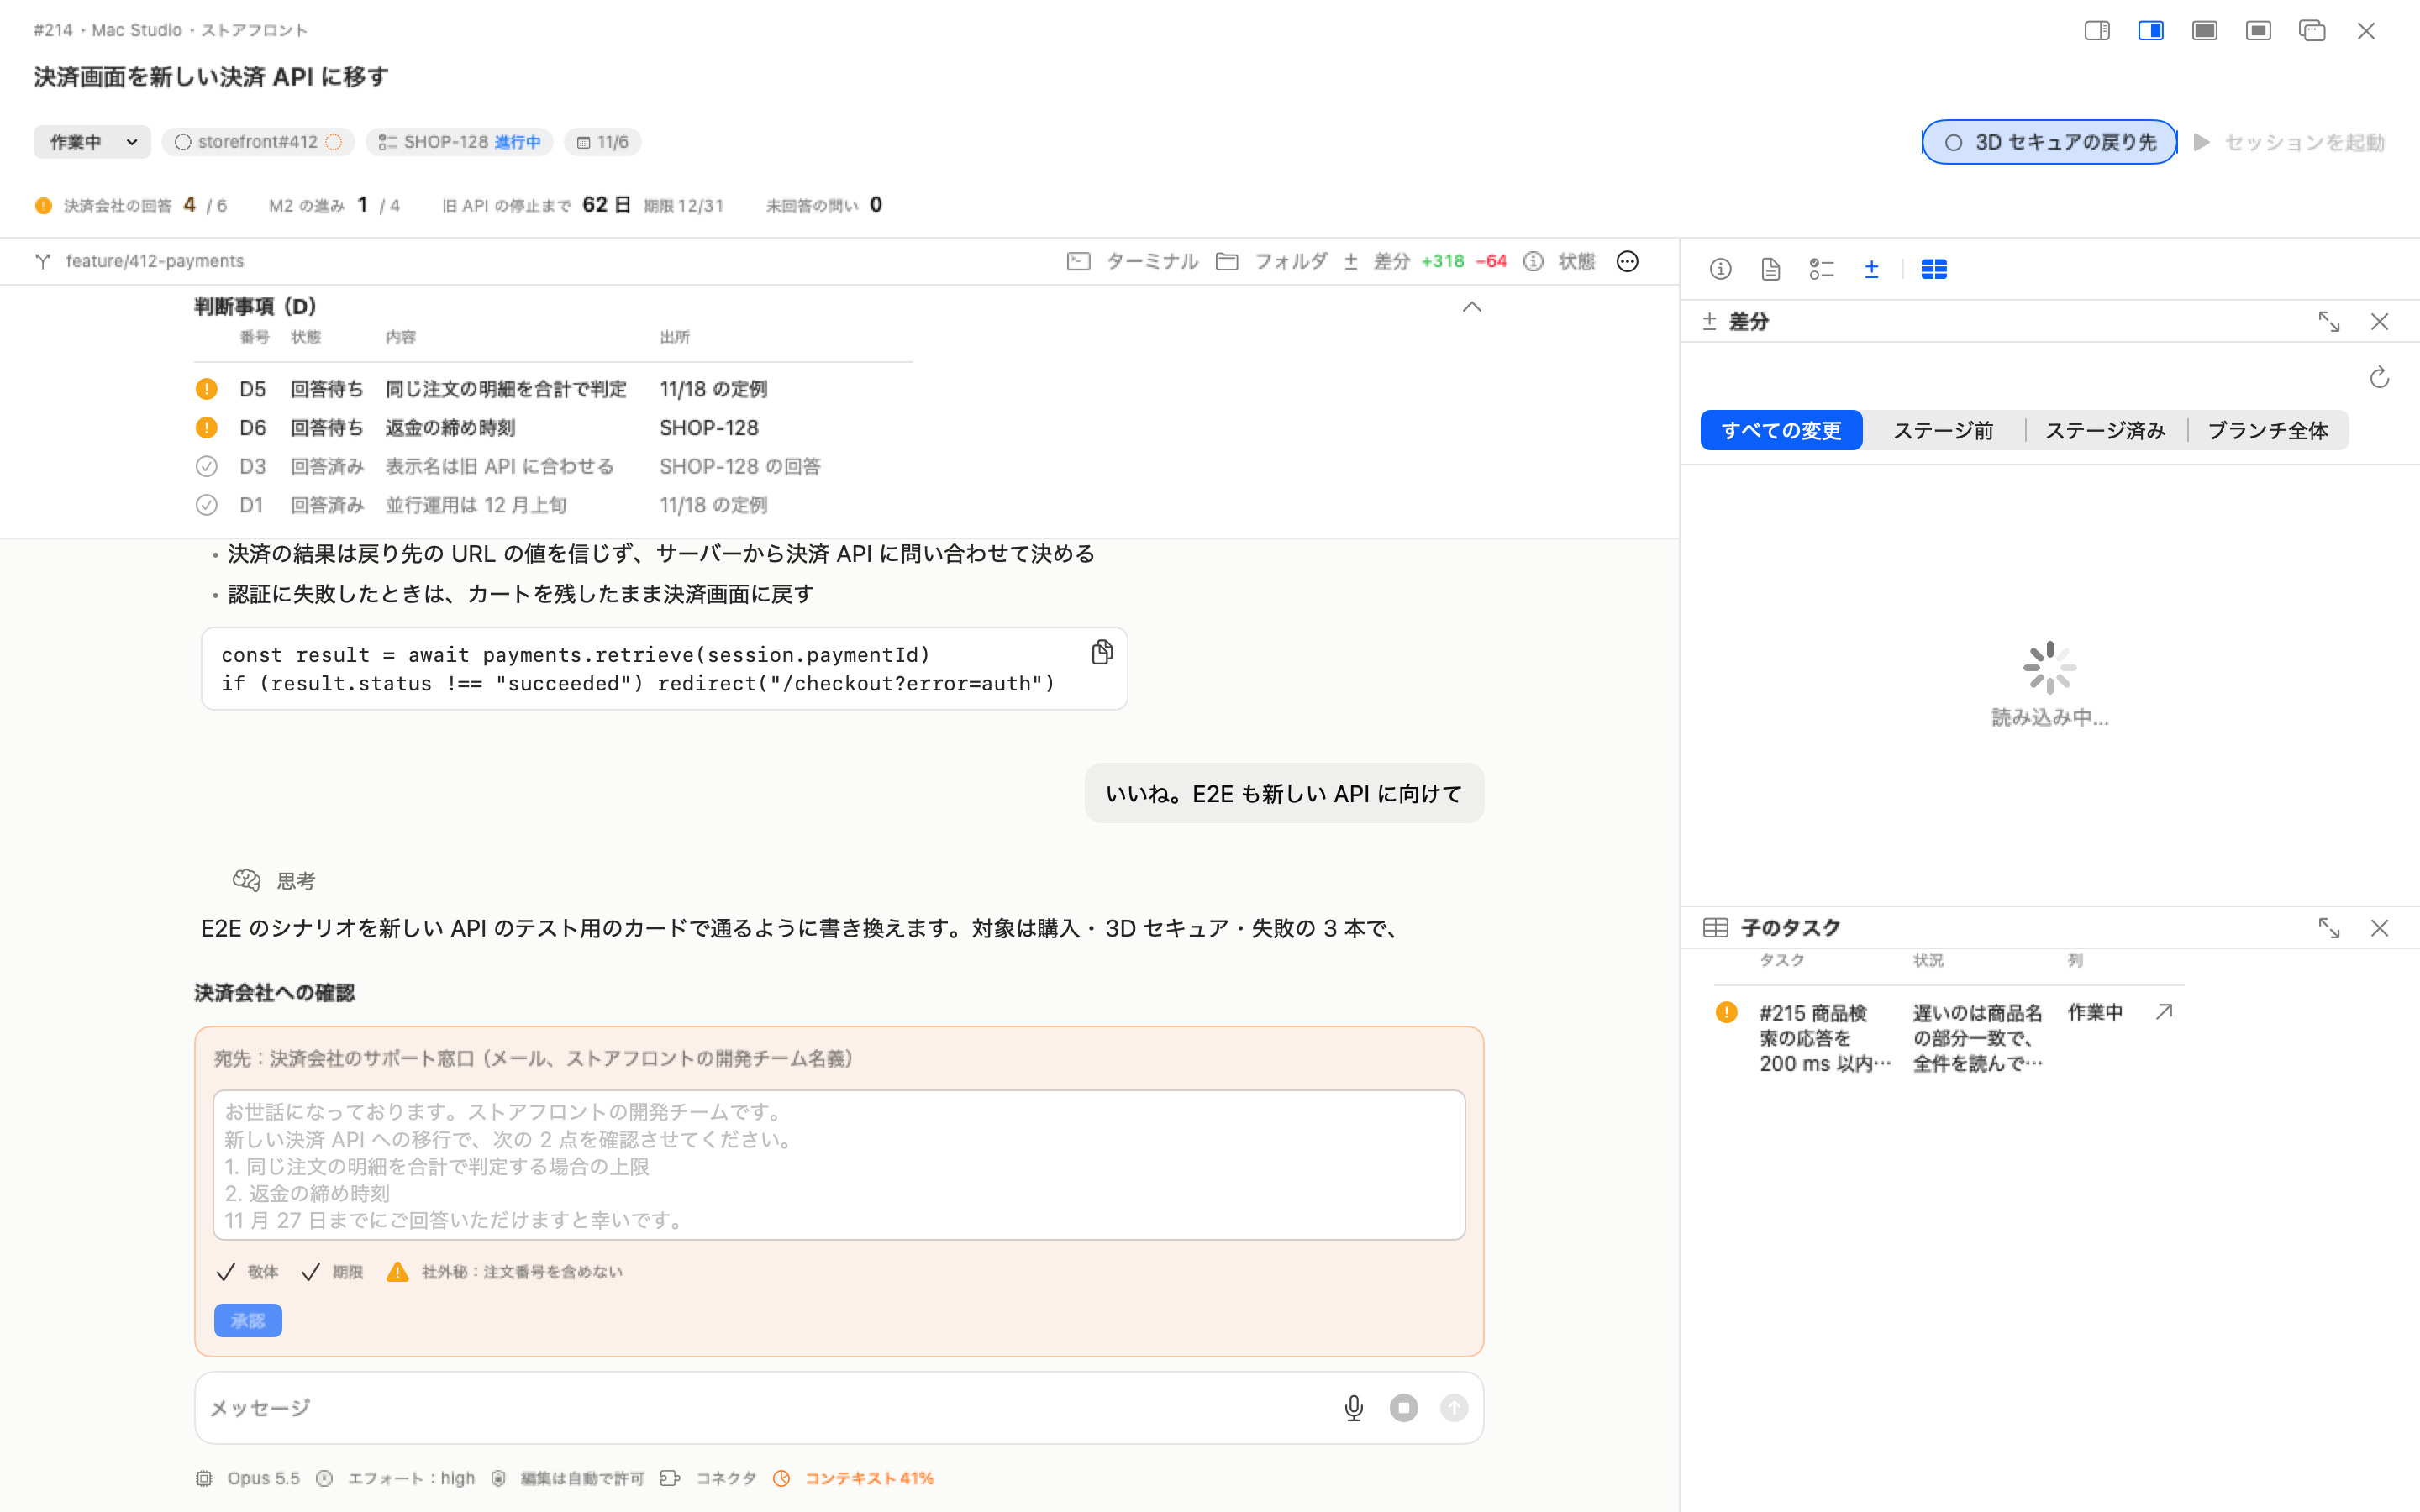 #214・Mac Studio・ストアフロント
決済画面を新しい決済 API に移す
作業中 storefront#412 SHOP-128 進行中 11/6
3D セキュアの戻り先 セッションを起動
決済会社の回答 4 / 6 M2 の進み 1 / 4 旧 API の停止まで 62 日 期限 12/31 未回答の問い 0
feature/412-payments ターミナル フォルダ 差分 +318 −64 状態
判断事項（D）
番号 状態 内容 出所
D5 回答待ち 同じ注文の明細を合計で判定 11/18 の定例
D6 回答待ち 返金の締め時刻 SHOP-128
D3 回答済み 表示名は旧 API に合わせる SHOP-128 の回答
D1 回答済み 並行運用は 12 月上旬 11/18 の定例
・決済の結果は戻り先の URL の値を信じず、サーバーから決済 API に問い合わせて決める
・認証に失敗したときは、カートを残したまま決済画面に戻す
const result = await payments.retrieve(session.paymentId)
if (result.status !== "succeeded") redirect("/checkout?error=auth")
いいね。E2E も新しい API に向けて
思考
E2E のシナリオを新しい API のテスト用のカードで通るように書き換えます。対象は購入・3D セキュア・失敗の 3 本で、
決済会社への確認
宛先：決済会社のサポート窓口（メール、ストアフロントの開発チーム名義）
お世話になっております。ストアフロントの開発チームです。
新しい決済 API への移行で、次の 2 点を確認させてください。
1. 同じ注文の明細を合計で判定する場合の上限
2. 返金の締め時刻
11 月 27 日までにご回答いただけますと幸いです。
敬体 期限 社外秘：注文番号を含めない
承認
メッセージ
Opus 5.5 エフォート：high 編集は自動で許可 コネクタ コンテキスト 41%
差分
すべての変更 ステージ前 ステージ済み ブランチ全体
読み込み中...
子のタスク
タスク 状況 列
#215 商品検 遅いのは商品名 作業中
索の応答を の部分一致で、
200 ms 以内… 全件を読んで…